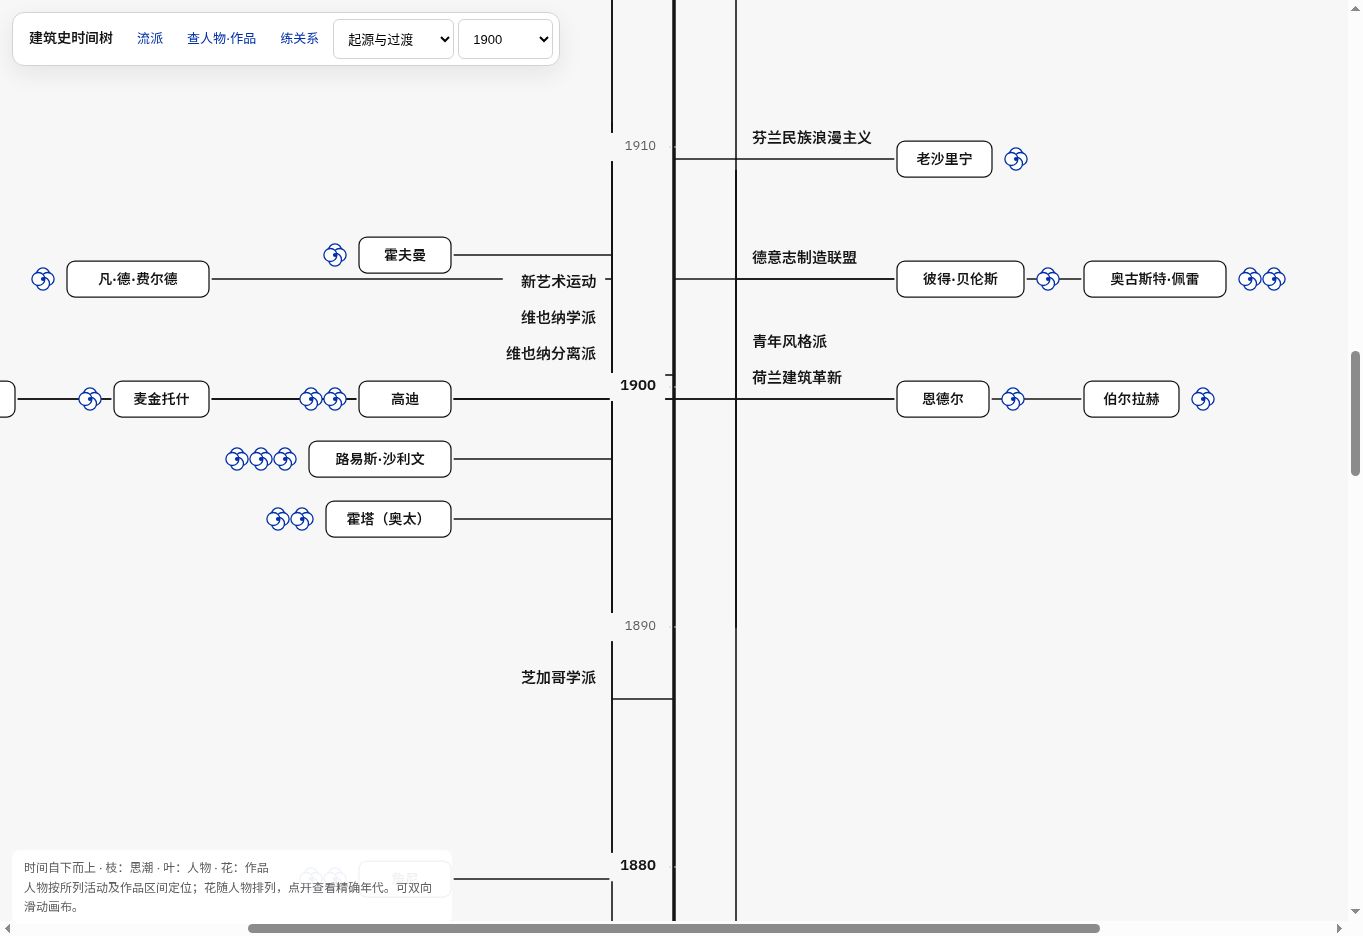 建筑史时间树
流派
查人物·作品
练关系
起源与过渡
1900
芬兰民族浪漫主义
1910
老沙里宁
霍夫曼
德意志制造联盟
凡·德·费尔德
新艺术运动
彼得·贝伦斯
奥古斯特·佩雷
维也纳学派
青年风格派
维也纳分离派
荷兰建筑革新
1900
麦金托什
高迪
恩德尔
伯尔拉赫
路易斯·沙利文
霍塔（奥太）
1890
芝加哥学派
1880
时间自下而上 · 枝：思潮 · 叶：人物 · 花：作品
人物按所列活动及作品区间定位；花随人物排列，点开查看精确年代。可双向
滑动画布。